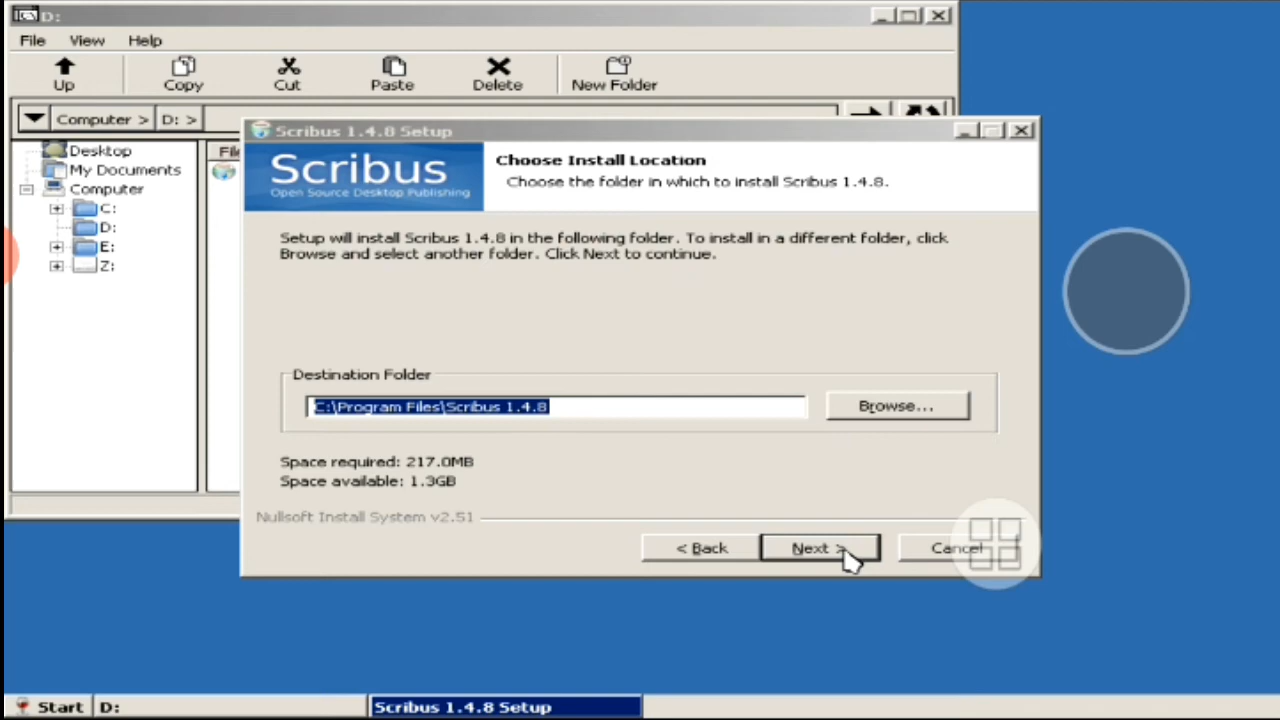 D:
File View Help
Up Copy Cut Paste Delete New Folder
Computer > D: >
Desktop
My Documents
Computer
C:
D:
E:
Z:
Scribus 1.4.8 Setup
Scribus
Open Source Desktop Publishing
Choose Install Location
Choose the folder in which to install Scribus 1.4.8.
Setup will install Scribus 1.4.8 in the following folder. To install in a different folder, click
Browse and select another folder. Click Next to continue.
Destination Folder
C:\Program Files\Scribus 1.4.8
Browse...
Space required: 217.0MB
Space available: 1.3GB
Nullsoft Install System v2.51
< Back Next > Cancel
Start D: Scribus 1.4.8 Setup